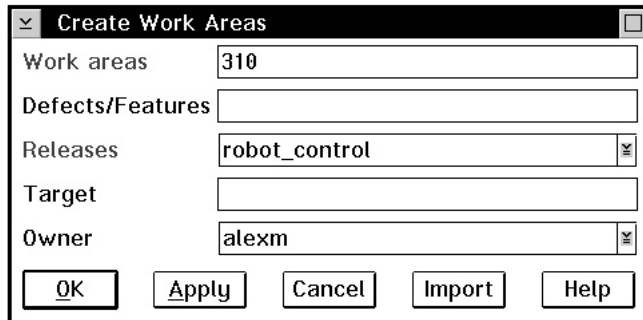 Create Work Areas
Work areas 310
Defects/Features
Releases robot_control
Target
Owner alexm
OK Apply Cancel Import Help